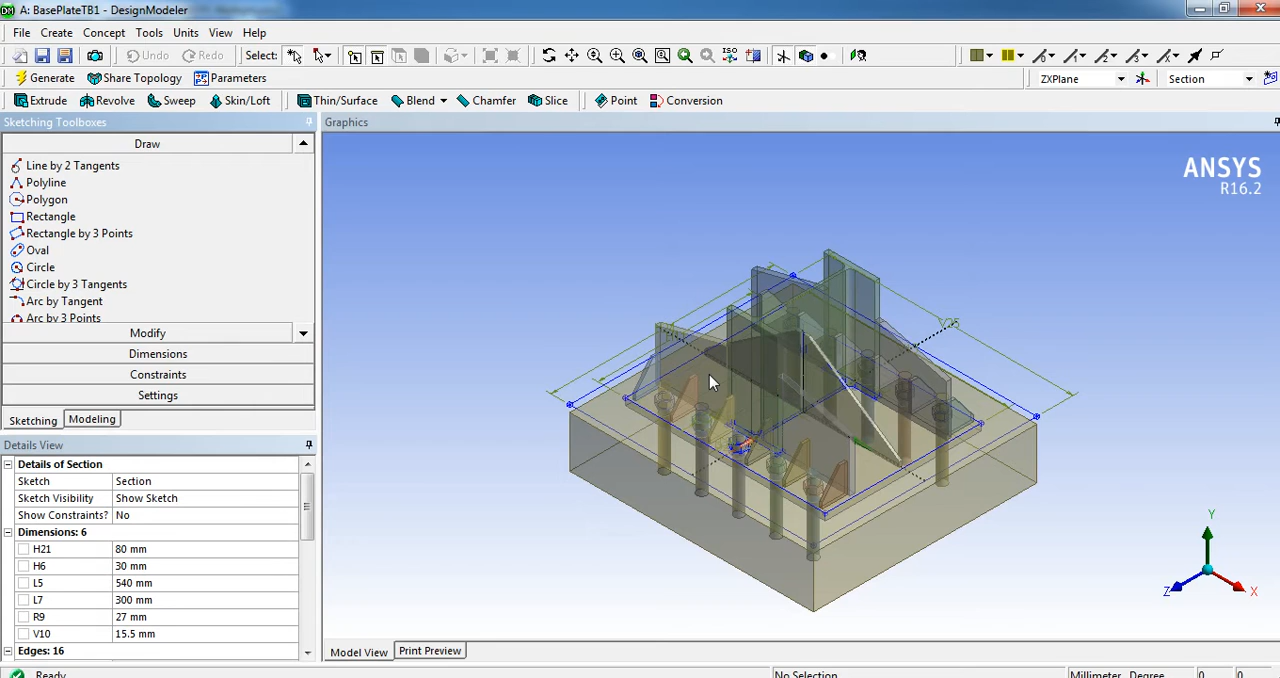 A: BasePlateTB1 - DesignModeler
File Create Concept Tools Units View Help
Undo Redo Select: ISO
Generate Share Topology Parameters ZXPlane Section
Extrude Revolve Sweep Skin/Loft Thin/Surface Blend Chamfer Slice Point Conversion
Sketching Toolboxes
Draw
Line by 2 Tangents
Polyline
Polygon
Rectangle
Rectangle by 3 Points
Oval
Circle
Circle by 3 Tangents
Arc by Tangent
Arc by 3 Points
Modify
Dimensions
Constraints
Settings
Sketching Modeling
Details View
Details of Section
Sketch Section
Sketch Visibility Show Sketch
Show Constraints? No
Dimensions: 6
H21 80 mm
H6 30 mm
L5 540 mm
L7 300 mm
R9 27 mm
V10 15.5 mm
Edges: 16
Graphics
ANSYS
R16.2
Y
Z
X
Model View Print Preview
Ready No Selection Millimeter Degree 0 0